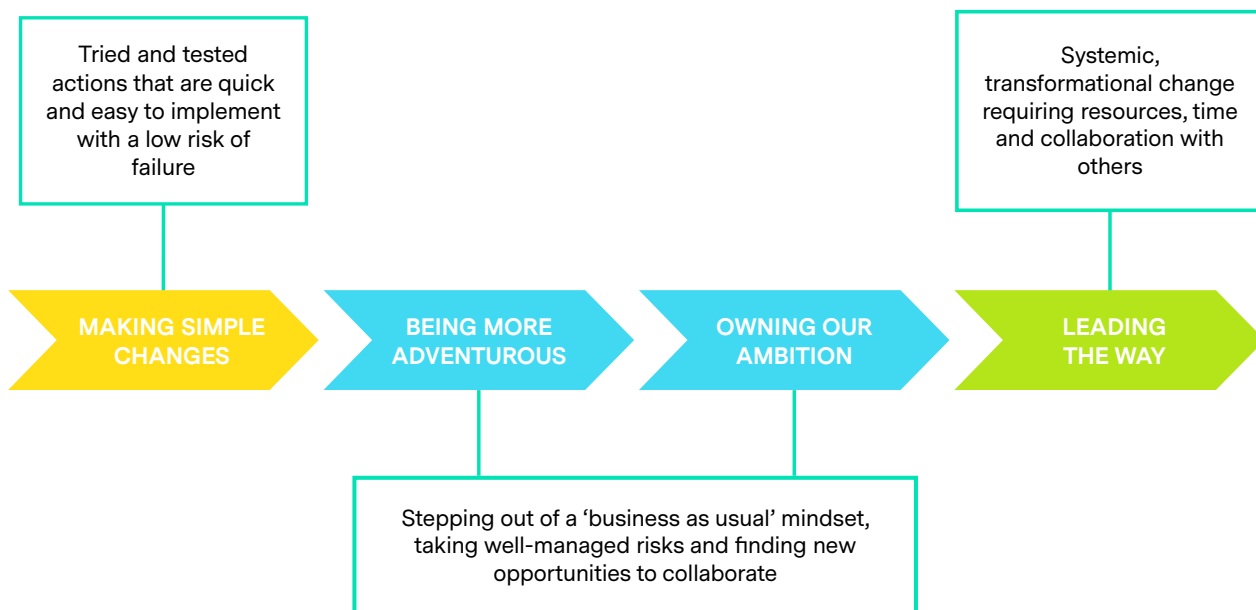 Tried and tested
actions that are quick
and easy to implement
with a low risk of
failure
Systemic,
transformational change
requiring resources, time
and collaboration with
others
MAKING SIMPLE
CHANGES
BEING MORE
ADVENTUROUS
OWNING OUR
AMBITION
LEADING
THE WAY
Stepping out of a ‘business as usual’ mindset,
taking well-managed risks and finding new
opportunities to collaborate